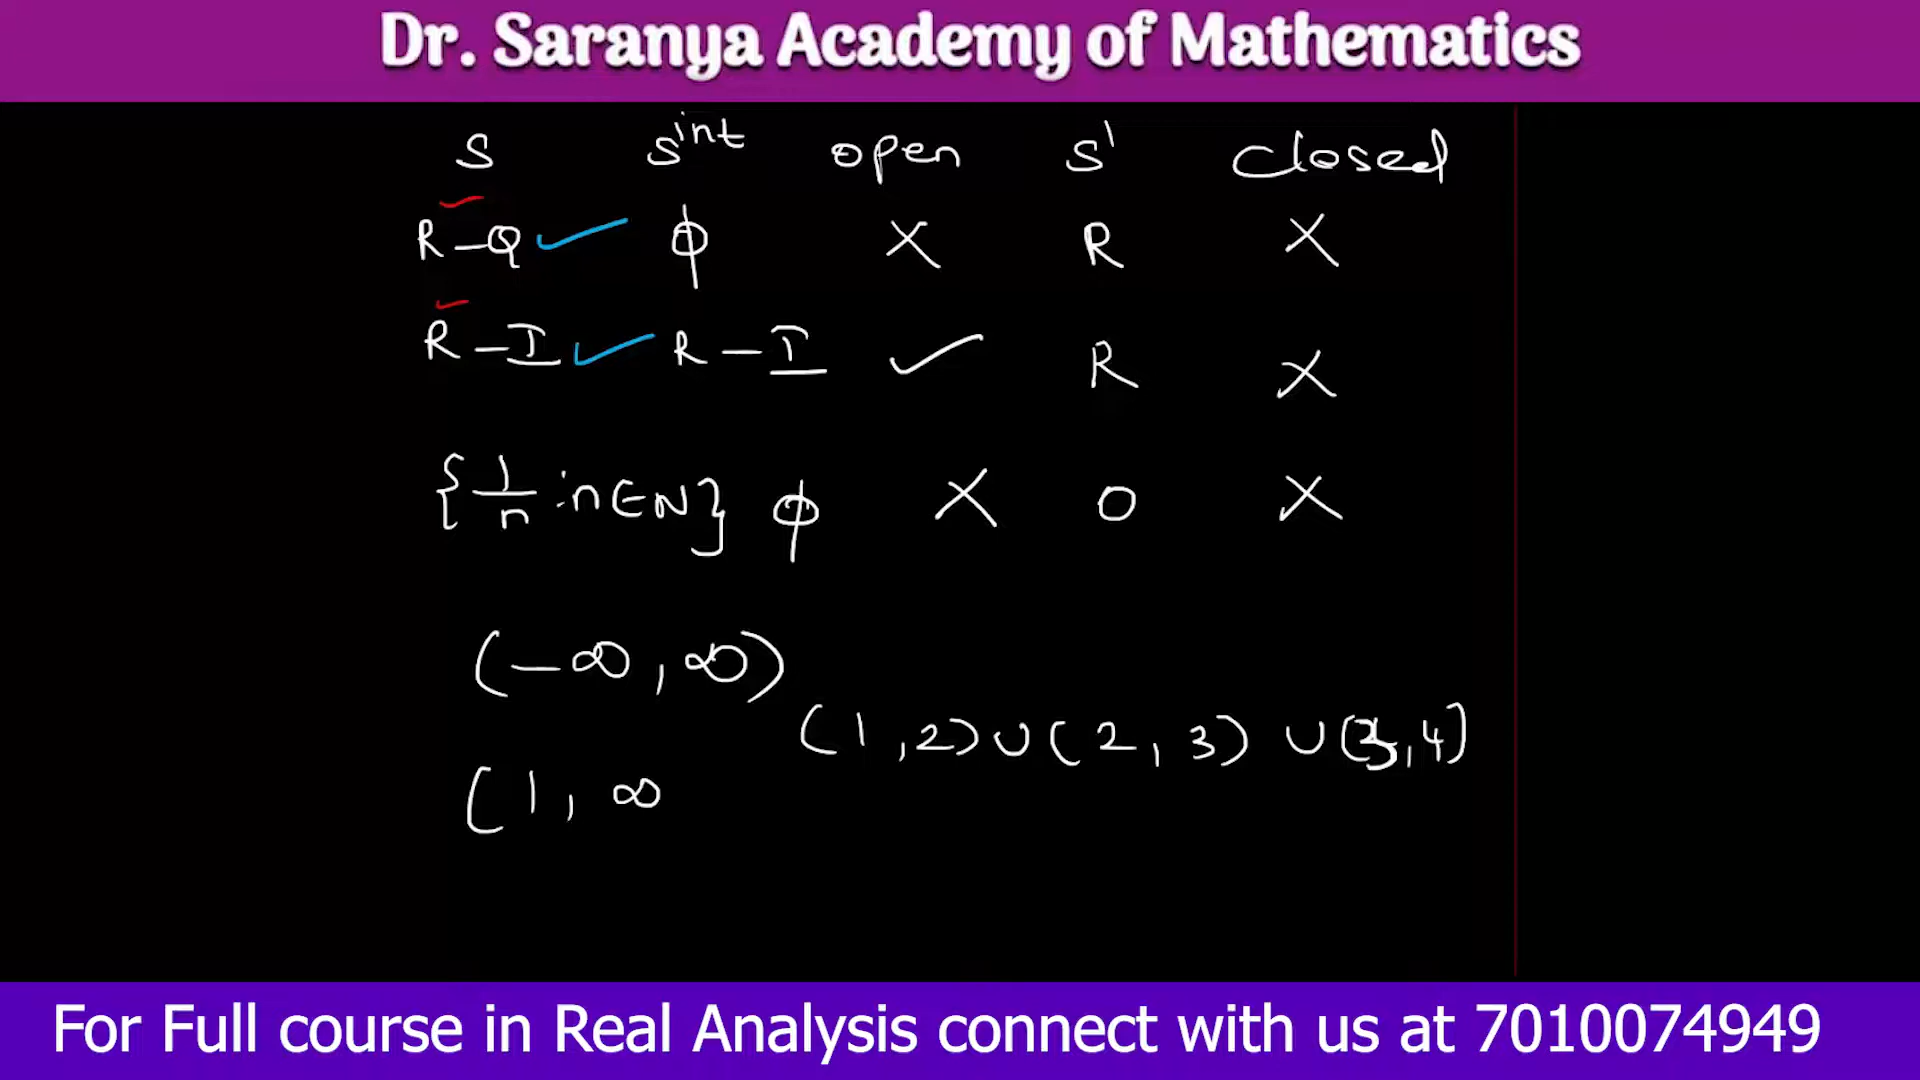 Dr. Saranya Academy of Mathematics
S S^int open S' closed
R - Q ϕ X R X
R - I R - I ✓ R X
{1/n : n ∈ N} ϕ X 0 X
(-∞, ∞)
(1, 2) ∪ (2, 3) ∪ (3, 4]
(1, ∞
For Full course in Real Analysis connect with us at 7010074949